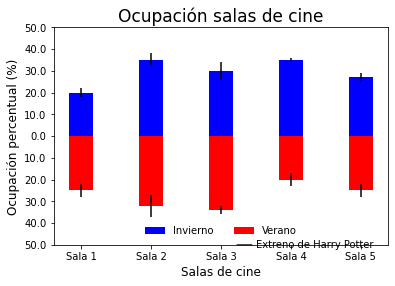 Ocupación salas de cine
Ocupación percentual (%)
50.0
40.0
30.0
20.0
10.0
0.0
10.0
20.0
30.0
40.0
50.0
Invierno Verano
Extreno de Harry Potter
Sala 1 Sala 2 Sala 3 Sala 4 Sala 5
Salas de cine